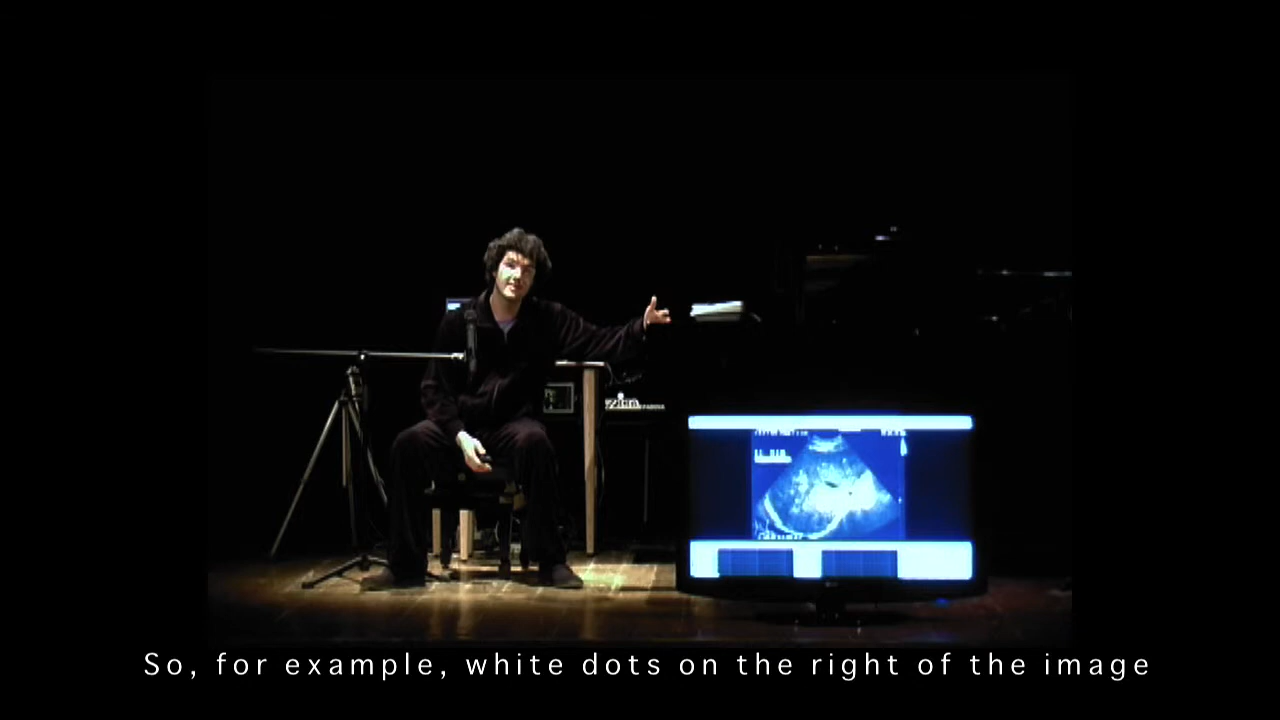 So, for example, white dots on the right of the image